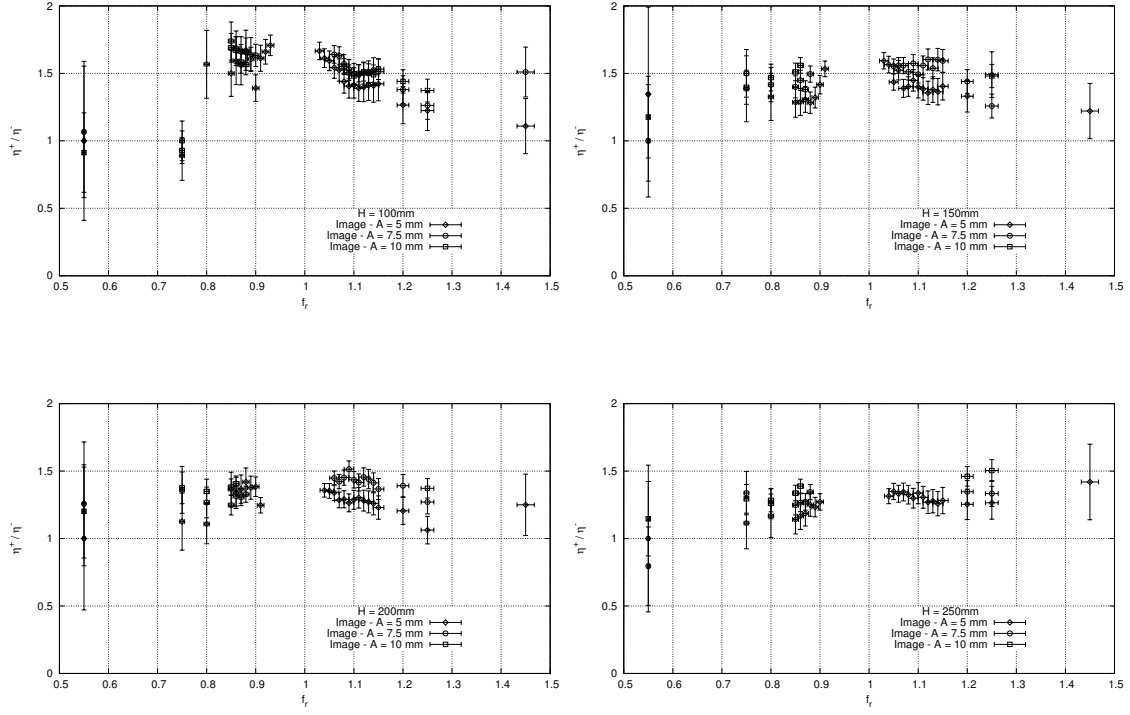 2
1.5
1
0.5
0
η⁺ / η⁻
H = 100mm
Image - A = 5 mm
Image - A = 7.5 mm
Image - A = 10 mm
0.5 0.6 0.7 0.8 0.9 1 1.1 1.2 1.3 1.4 1.5
f_r
2
1.5
1
0.5
0
η⁺ / η⁻
H = 150mm
Image - A = 5 mm
Image - A = 7.5 mm
Image - A = 10 mm
0.5 0.6 0.7 0.8 0.9 1 1.1 1.2 1.3 1.4 1.5
f_r
2
1.5
1
0.5
0
η⁺ / η⁻
H = 200mm
Image - A = 5 mm
Image - A = 7.5 mm
Image - A = 10 mm
0.5 0.6 0.7 0.8 0.9 1 1.1 1.2 1.3 1.4 1.5
f_r
2
1.5
1
0.5
0
η⁺ / η⁻
H = 250mm
Image - A = 5 mm
Image - A = 7.5 mm
Image - A = 10 mm
0.5 0.6 0.7 0.8 0.9 1 1.1 1.2 1.3 1.4 1.5
f_r